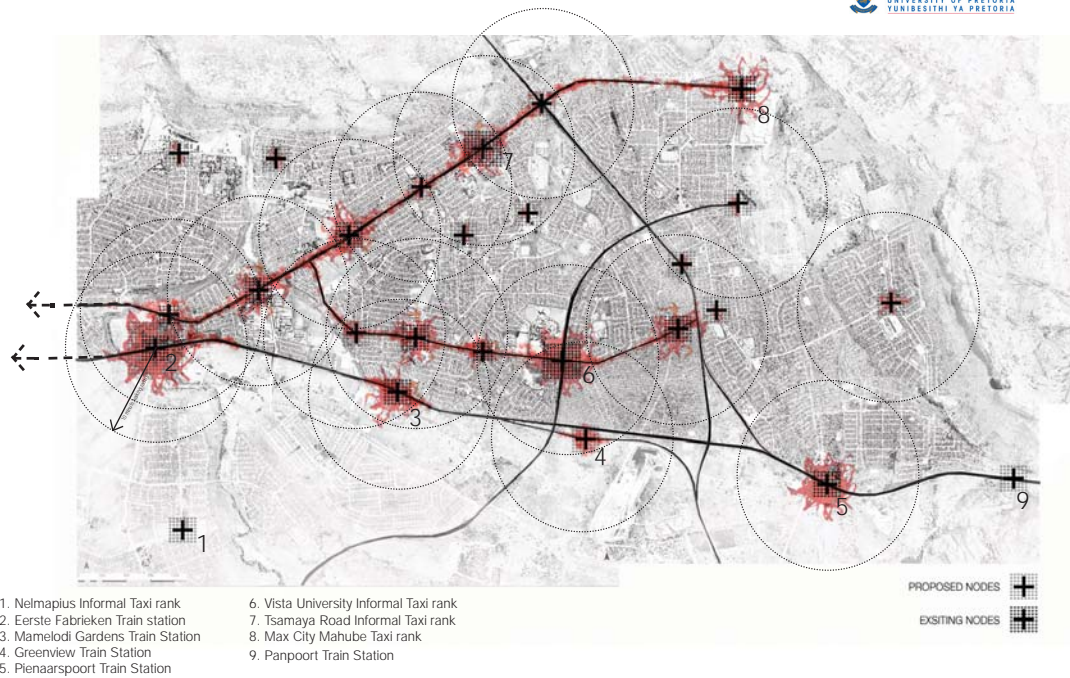 UNIVERSITY OF PRETORIA
YUNIBESITHI YA PRETORIA
8
7
2
6
3
4
5
9
1
PROPOSED NODES
EXSITING NODES
1. Nelmapius Informal Taxi rank
2. Eerste Fabrieken Train station
3. Mamelodi Gardens Train Station
4. Greenview Train Station
5. Pienaarspoort Train Station
6. Vista University Informal Taxi rank
7. Tsamaya Road Informal Taxi rank
8. Max City Mahube Taxi rank
9. Panpoort Train Station